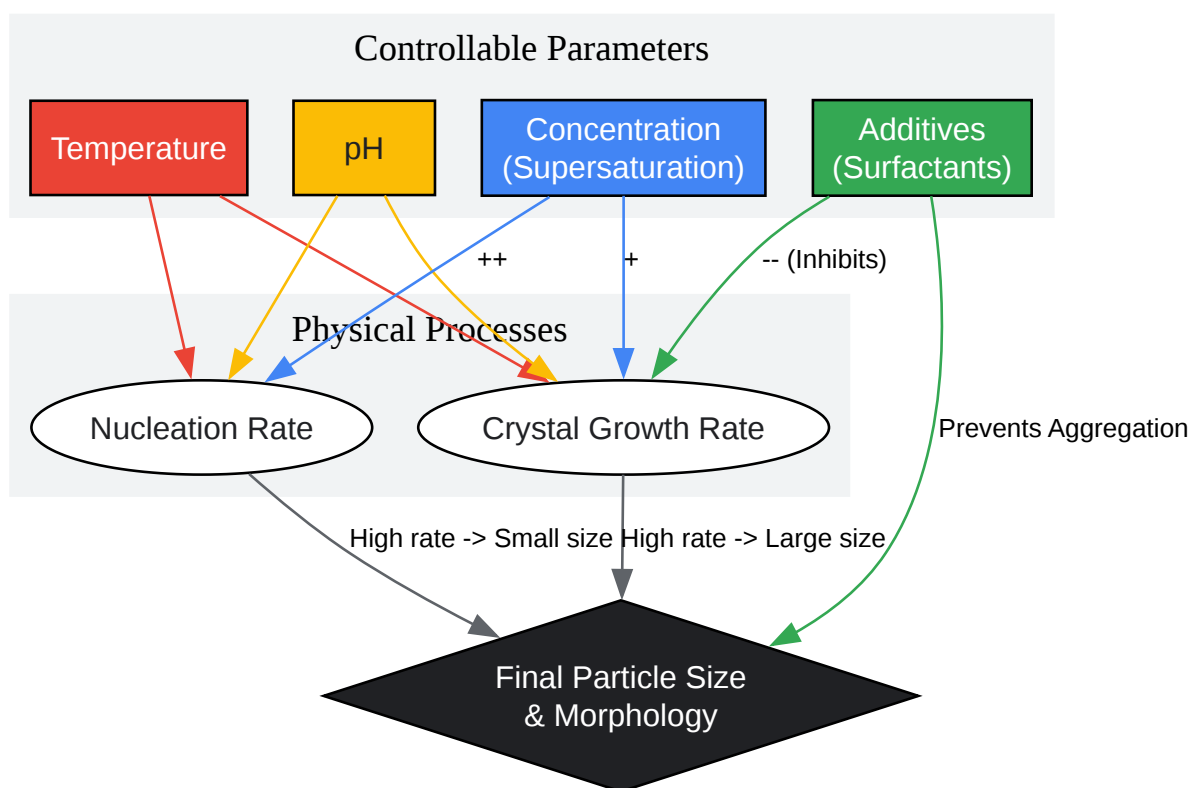 Controllable Parameters
Temperature
pH
Concentration
(Supersaturation)
Additives
(Surfactants)
++
+
-- (Inhibits)
Physical Processes
Nucleation Rate
Crystal Growth Rate
Prevents Aggregation
High rate -> Small size
High rate -> Large size
Final Particle Size
& Morphology